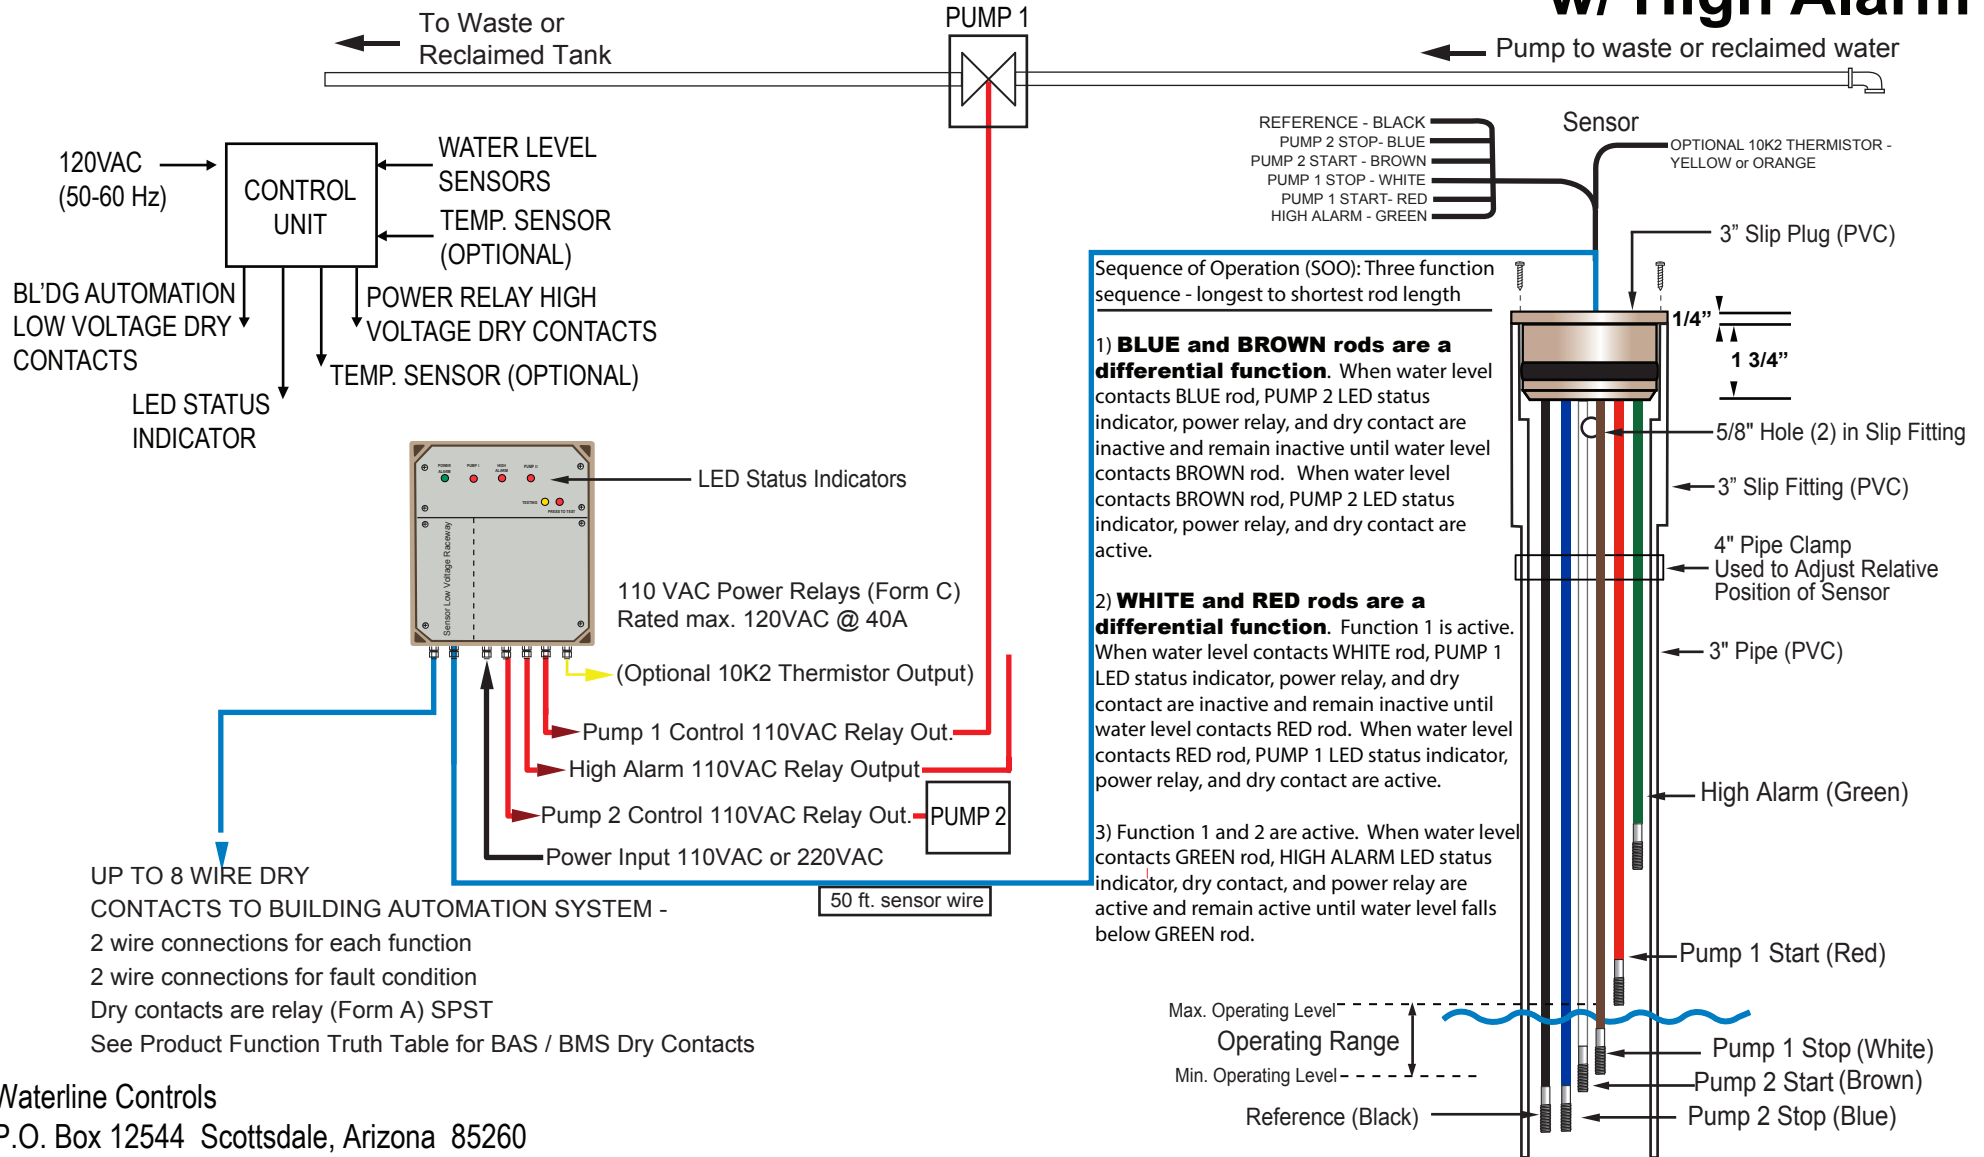 w/ High Alarm
PUMP 1
To Waste or
Reclaimed Tank
Pump to waste or reclaimed water
120VAC
(50-60 Hz)
CONTROL
UNIT
WATER LEVEL
SENSORS
TEMP. SENSOR
(OPTIONAL)
BL'DG AUTOMATION
LOW VOLTAGE DRY
CONTACTS
POWER RELAY HIGH
VOLTAGE DRY CONTACTS
TEMP. SENSOR (OPTIONAL)
LED STATUS
INDICATOR
REFERENCE - BLACK
PUMP 2 STOP- BLUE
PUMP 2 START - BROWN
PUMP 1 STOP - WHITE
PUMP 1 START- RED
HIGH ALARM - GREEN
Sensor
OPTIONAL 10K2 THERMISTOR -
YELLOW or ORANGE
3” Slip Plug (PVC)
1/4”
1 3/4”
5/8" Hole (2) in Slip Fitting
3” Slip Fitting (PVC)
4" Pipe Clamp
Used to Adjust Relative
Position of Sensor
3" Pipe (PVC)
High Alarm (Green)
Pump 1 Start (Red)
Pump 1 Stop (White)
Pump 2 Start (Brown)
Pump 2 Stop (Blue)
Reference (Black)
Max. Operating Level
Operating Range
Min. Operating Level
Sequence of Operation (SOO): Three function
sequence - longest to shortest rod length
1) BLUE and BROWN rods are a
differential function. When water level
contacts BLUE rod, PUMP 2 LED status
indicator, power relay, and dry contact are
inactive and remain inactive until water level
contacts BROWN rod. When water level
contacts BROWN rod, PUMP 2 LED status
indicator, power relay, and dry contact are
active.
2) WHITE and RED rods are a
differential function. Function 1 is active.
When water level contacts WHITE rod, PUMP 1
LED status indicator, power relay, and dry
contact are inactive and remain inactive until
water level contacts RED rod. When water level
contacts RED rod, PUMP 1 LED status indicator,
power relay, and dry contact are active.
3) Function 1 and 2 are active. When water level
contacts GREEN rod, HIGH ALARM LED status
indicator, dry contact, and power relay are
active and remain active until water level falls
below GREEN rod.
POWER
ALARM
PUMP I
HIGH
ALARM
PUMP II
TESTING
PRESS TO TEST
Sensor Low Voltage Raceway
LED Status Indicators
110 VAC Power Relays (Form C)
Rated max. 120VAC @ 40A
(Optional 10K2 Thermistor Output)
Pump 1 Control 110VAC Relay Out.
High Alarm 110VAC Relay Output
Pump 2 Control 110VAC Relay Out.
PUMP 2
Power Input 110VAC or 220VAC
50 ft. sensor wire
UP TO 8 WIRE DRY
CONTACTS TO BUILDING AUTOMATION SYSTEM -
2 wire connections for each function
2 wire connections for fault condition
Dry contacts are relay (Form A) SPST
See Product Function Truth Table for BAS / BMS Dry Contacts
Waterline Controls
P.O. Box 12544 Scottsdale, Arizona 85260